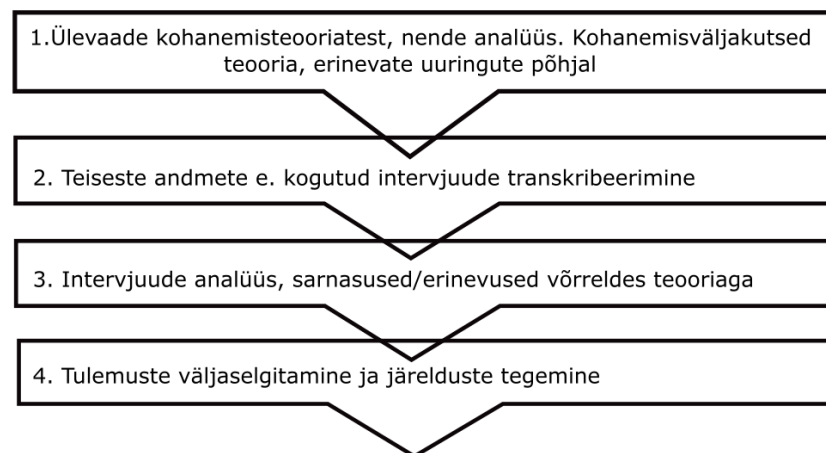 1.Ülevaade kohanemisteooriatest, nende analüüs. Kohanemisväljakutsed
teooria, erinevate uuringute põhjal
2. Teiseste andmete e. kogutud intervjuude transkribeerimine
3. Intervjuude analüüs, sarnasused/erinevused võrreldes teooriaga
4. Tulemuste väljaselgitamine ja järelduste tegemine